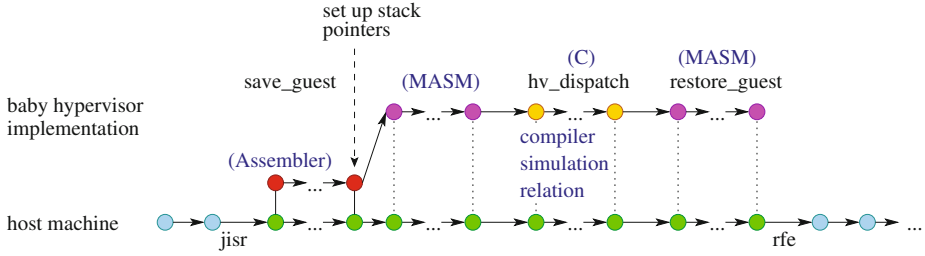 set up stack
pointers
(C)
(MASM)
save_guest
(MASM)
hv_dispatch
restore_guest
baby hypervisor
implementation
...
...
...
compiler
simulation
relation
(Assembler)
...
host machine
...
...
...
...
...
jisr
rfe